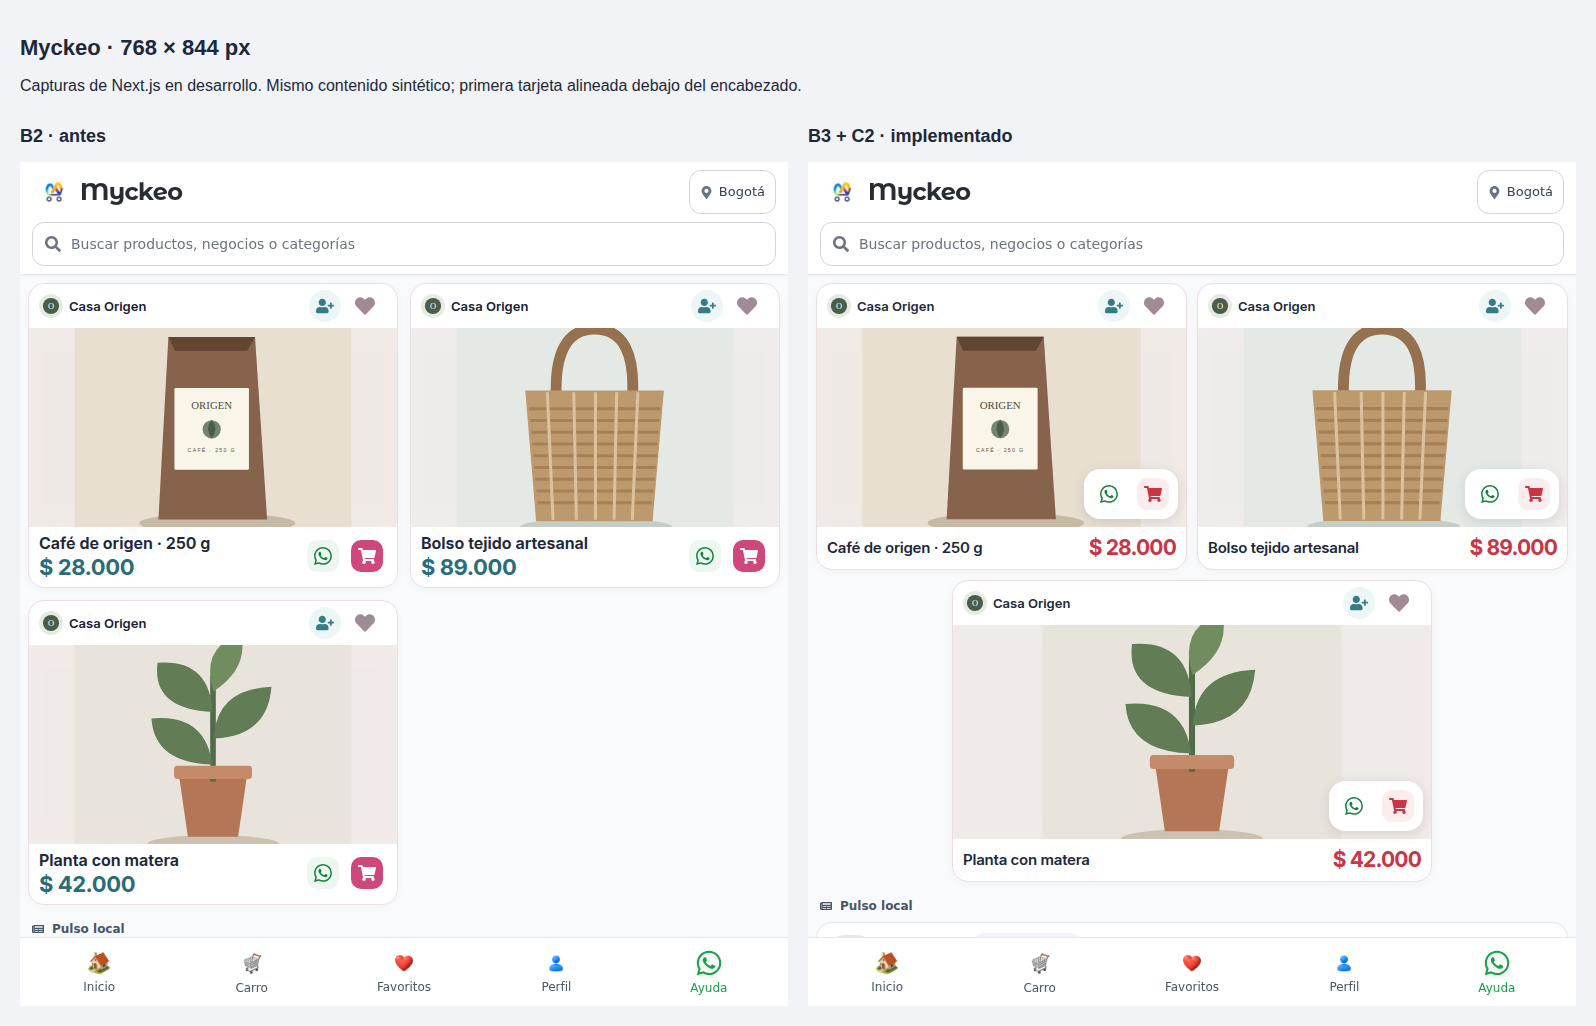 Myckeo · 768 × 844 px
Capturas de Next.js en desarrollo. Mismo contenido sintético; primera tarjeta alineada debajo del encabezado.
B2 · antes
Myckeo
Bogotá
Buscar productos, negocios o categorías
O Casa Origen
O Casa Origen
ORIGEN
CAFÉ · 250 G
Café de origen · 250 g
$ 28.000
Bolso tejido artesanal
$ 89.000
O Casa Origen
Planta con matera
$ 42.000
Pulso local
Inicio
Carro
Favoritos
Perfil
Ayuda
B3 + C2 · implementado
Myckeo
Bogotá
Buscar productos, negocios o categorías
O Casa Origen
O Casa Origen
ORIGEN
CAFÉ · 250 G
Café de origen · 250 g $ 28.000
Bolso tejido artesanal $ 89.000
O Casa Origen
Planta con matera $ 42.000
Pulso local
Inicio
Carro
Favoritos
Perfil
Ayuda